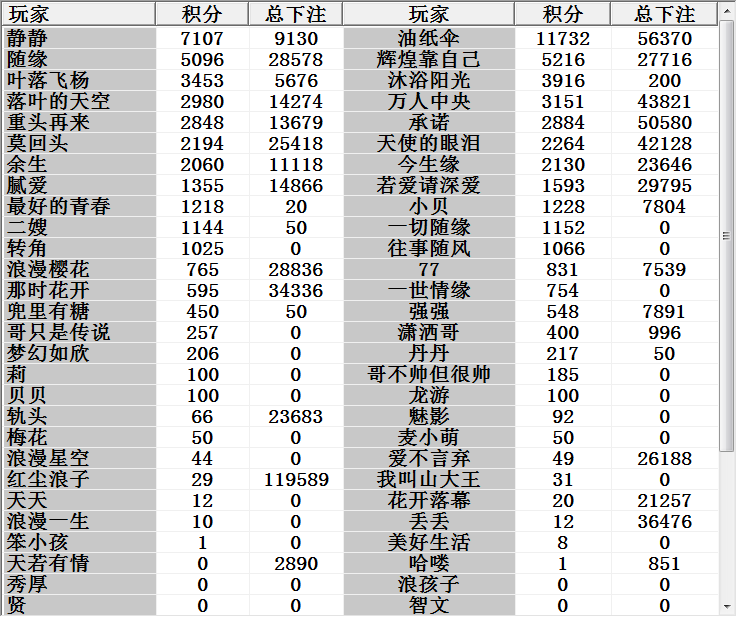 玩家 积分 总下注 玩家 积分 总下注
静静 7107 9130 油纸伞 11732 56370
随缘 5096 28578 辉煌靠自己 5216 27716
叶落飞杨 3453 5676 沐浴阳光 3916 200
落叶的天空 2980 14274 万人中央 3151 43821
重头再来 2848 13679 承诺 2884 50580
莫回头 2194 25418 天使的眼泪 2264 42128
余生 2060 11118 今生缘 2130 23646
腻爱 1355 14866 若爱请深爱 1593 29795
最好的青春 1218 20 小贝 1228 7804
二嫂 1144 50 一切随缘 1152 0
转角 1025 0 往事随风 1066 0
浪漫樱花 765 28836 77 831 7539
那时花开 595 34336 一世情缘 754 0
兜里有糖 450 50 强强 548 7891
哥只是传说 257 0 潇洒哥 400 996
梦幻如欣 206 0 丹丹 217 50
莉 100 0 哥不帅但很帅 185 0
贝贝 100 0 龙游 100 0
轨头 66 23683 魅影 92 0
梅花 50 0 麦小萌 50 0
浪漫星空 44 0 爱不言弃 49 26188
红尘浪子 29 119589 我叫山大王 31 0
天天 12 0 花开落幕 20 21257
浪漫一生 10 0 丢丢 12 36476
笨小孩 1 0 美好生活 8 0
天若有情 0 2890 哈喽 1 851
秀厚 0 0 浪孩子 0 0
贤 0 0 智文 0 0